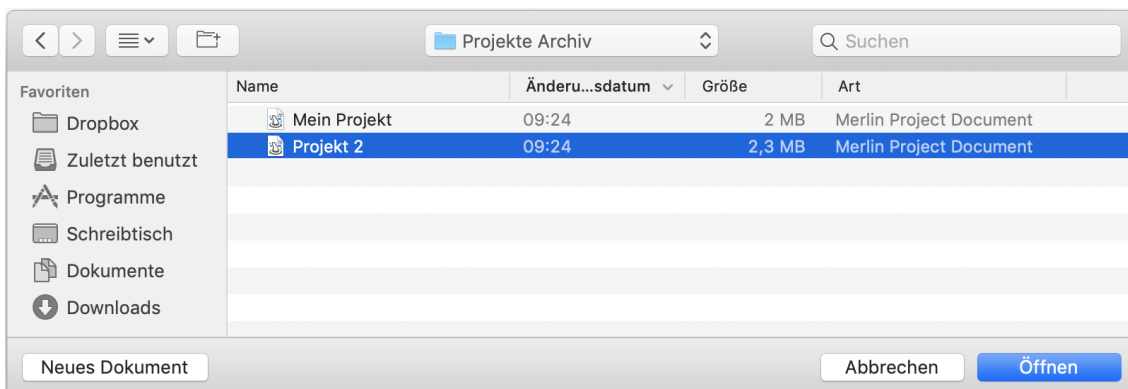 Projekte Archiv
Suchen
Favoriten
Dropbox
Zuletzt benutzt
Programme
Schreibtisch
Dokumente
Downloads
Name Änderu...sdatum Größe Art
Mein Projekt 09:24 2 MB Merlin Project Document
Projekt 2 09:24 2,3 MB Merlin Project Document
Neues Dokument
Abbrechen
Öffnen